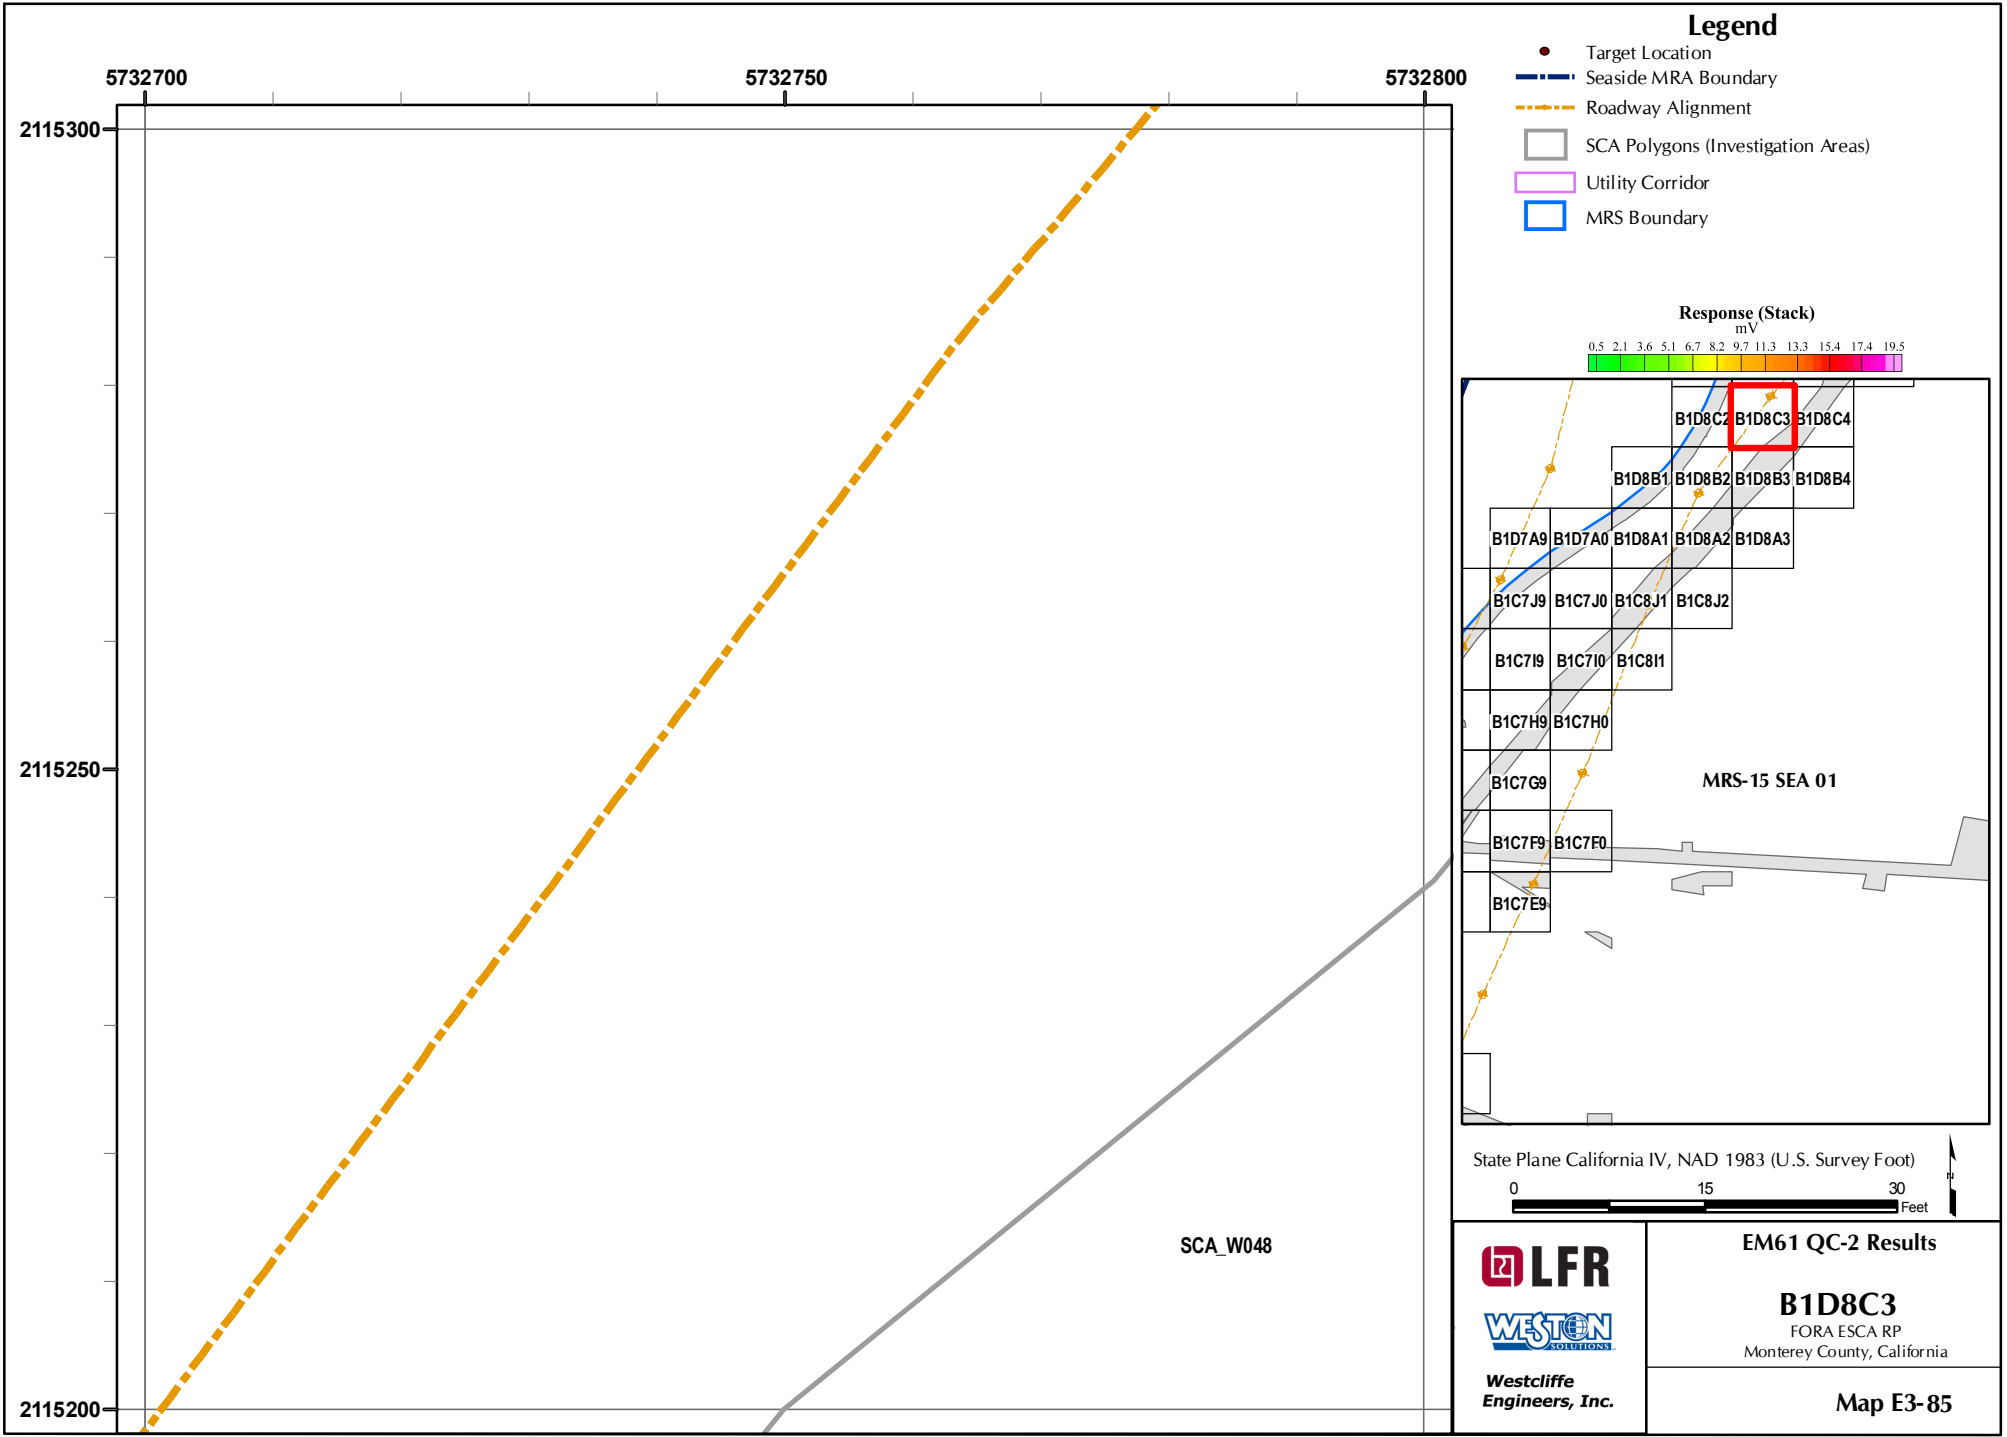 5732700
5732750
5732800
2115300
2115250
2115200
SCA_W048
Legend
Target Location
Seaside MRA Boundary
Roadway Alignment
SCA Polygons (Investigation Areas)
Utility Corridor
MRS Boundary
Response (Stack)
mV
0.5 2.1 3.6 5.1 6.7 8.2 9.7 11.3 13.3 15.4 17.4 19.5
B1D8C2 B1D8C3 B1D8C4
B1D8B1 B1D8B2 B1D8B3 B1D8B4
B1D7A9 B1D7A0 B1D8A1 B1D8A2 B1D8A3
B1C7J9 B1C7J0 B1C8J1 B1C8J2
B1C7I9 B1C7I0 B1C8I1
B1C7H9 B1C7H0
B1C7G9
MRS-15 SEA 01
B1C7F9 B1C7F0
B1C7E9
State Plane California IV, NAD 1983 (U.S. Survey Foot)
N
0 15 30
Feet
LFR
WESTON
SOLUTIONS
Westcliffe
Engineers, Inc.
EM61 QC-2 Results
B1D8C3
FORA ESCA RP
Monterey County, California
Map E3-85